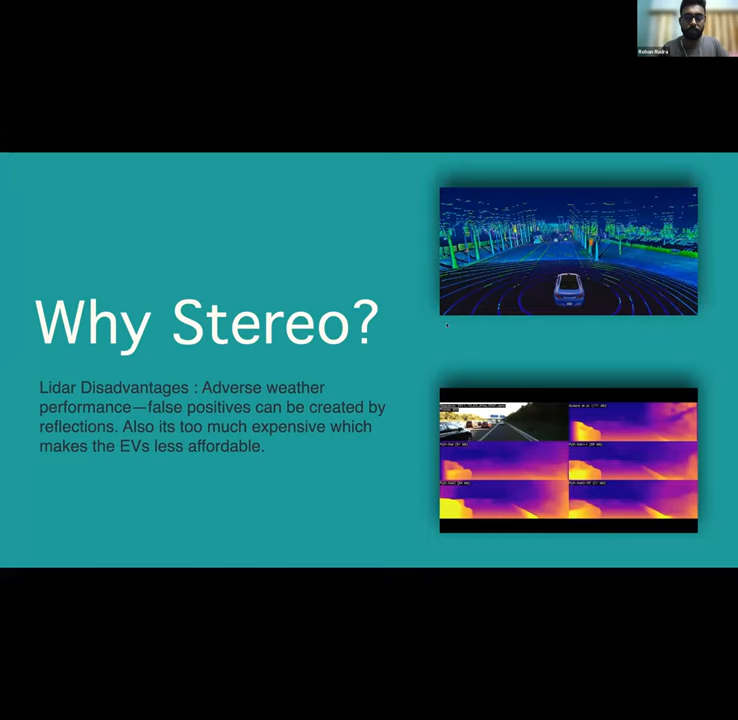 Rohan Rudra
Why Stereo?
Lidar Disadvantages : Adverse weather
performance—false positives can be created by
reflections. Also its too much expensive which
makes the EVs less affordable.